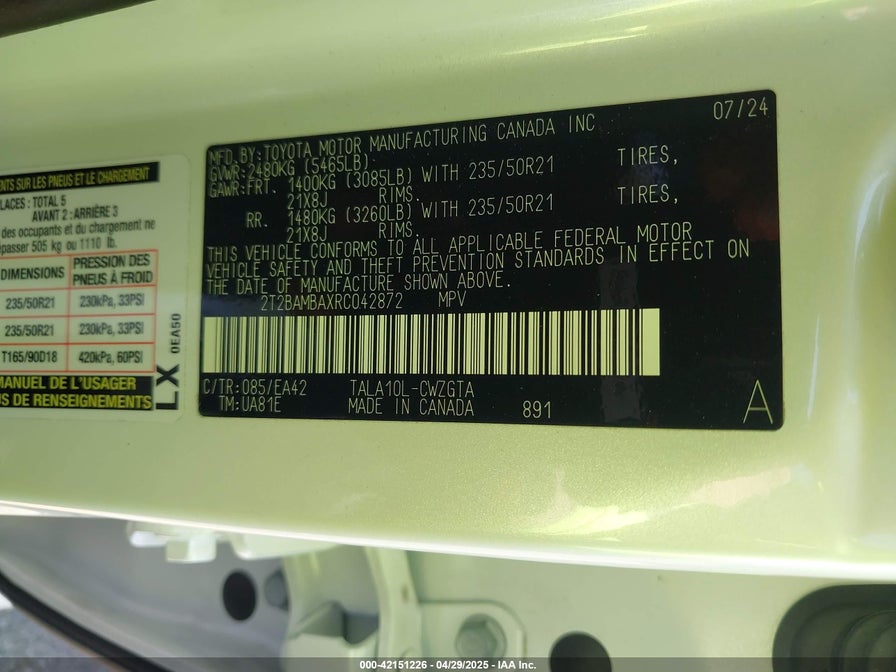 07/24
MFD.BY:TOYOTA MOTOR MANUFACTURING CANADA INC
GVWR:2480KG (5465LB)
GAWR:FRT. 1400KG (3085LB) WITH 235/50R21 TIRES,
21X8J RIMS.
RR. 1480KG (3260LB) WITH 235/50R21 TIRES,
21X8J RIMS.
THIS VEHICLE CONFORMS TO ALL APPLICABLE FEDERAL MOTOR
VEHICLE SAFETY AND THEFT PREVENTION STANDARDS IN EFFECT ON
THE DATE OF MANUFACTURE SHOWN ABOVE.
2T2BAMBAXRC042872 MPV
C/TR:085/EA42 TALA10L-CWZGTA
TM:UA81E MADE IN CANADA 891
A
ENTS SUR LES PNEUS ET LE CHARGEMENT
LACES: TOTAL 5
AVANT 2 : ARRIÈRE 3
des occupants et du chargement ne
épasser 505 kg ou 1110 lb.
DIMENSIONS PRESSION DES PNEUS À FROID
235/50R21 230kPa, 33PSI
235/50R21 230kPa, 33PSI
T165/90D18 420kPa, 60PSI
MANUEL DE L'USAGER
US DE RENSEIGNEMENTS
LX 0EA50
000-42151226 - 04/29/2025 - IAA Inc.